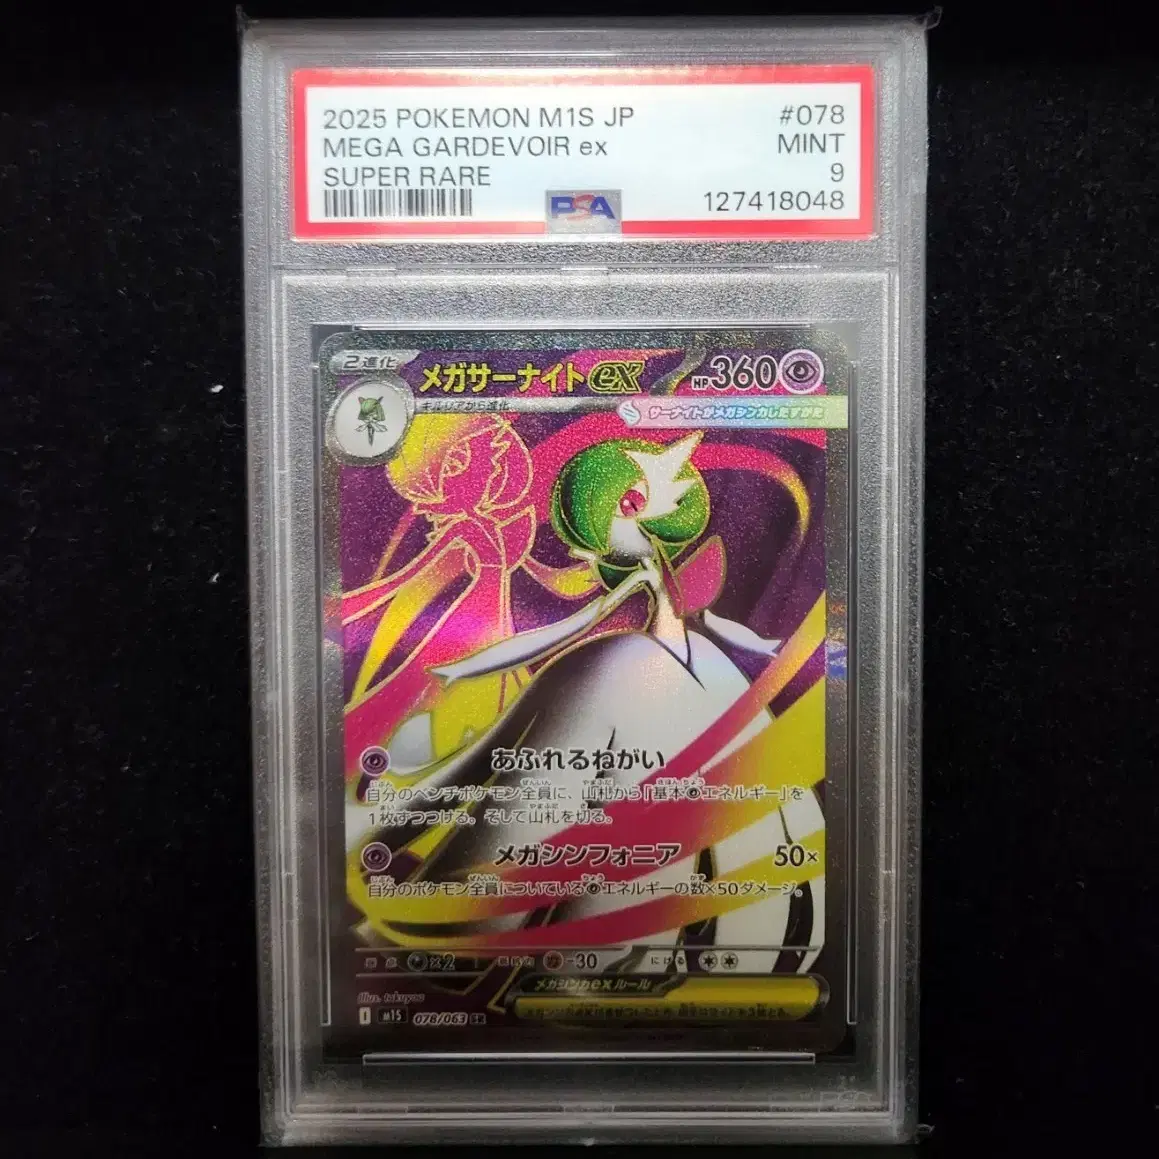 2025 POKEMON M1S JP #078
MEGA GARDEVOIR ex MINT
SUPER RARE 9
PSA 127418048
2進化 メガサーナイトex HP360
キルリアから進化 サーナイトがメガシンカしたすがた
あふれるねがい
自分のベンチポケモン全員に、山札から「基本エネルギー」を
1枚ずつつける。そして山札を切る。
メガシンフォニア 50×
自分のポケモン全員についているエネルギーの数×50ダメージ。
弱点 ×2 抵抗力 -30 にげる
メガシンカexルール
Illus. takuyoa
I M1S 078/063 SR